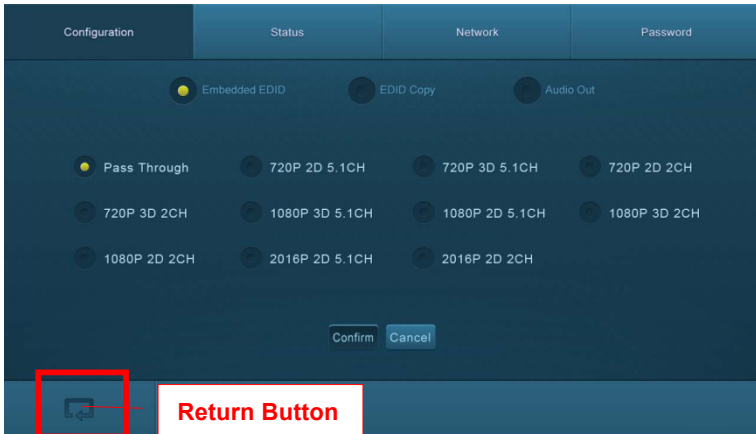 Configuration Status Network Password
Embedded EDID EDID Copy Audio Out
Pass Through 720P 2D 5.1CH 720P 3D 5.1CH 720P 2D 2CH
720P 3D 2CH 1080P 3D 5.1CH 1080P 2D 5.1CH 1080P 3D 2CH
1080P 2D 2CH 2016P 2D 5.1CH 2016P 2D 2CH
Confirm Cancel
Return Button